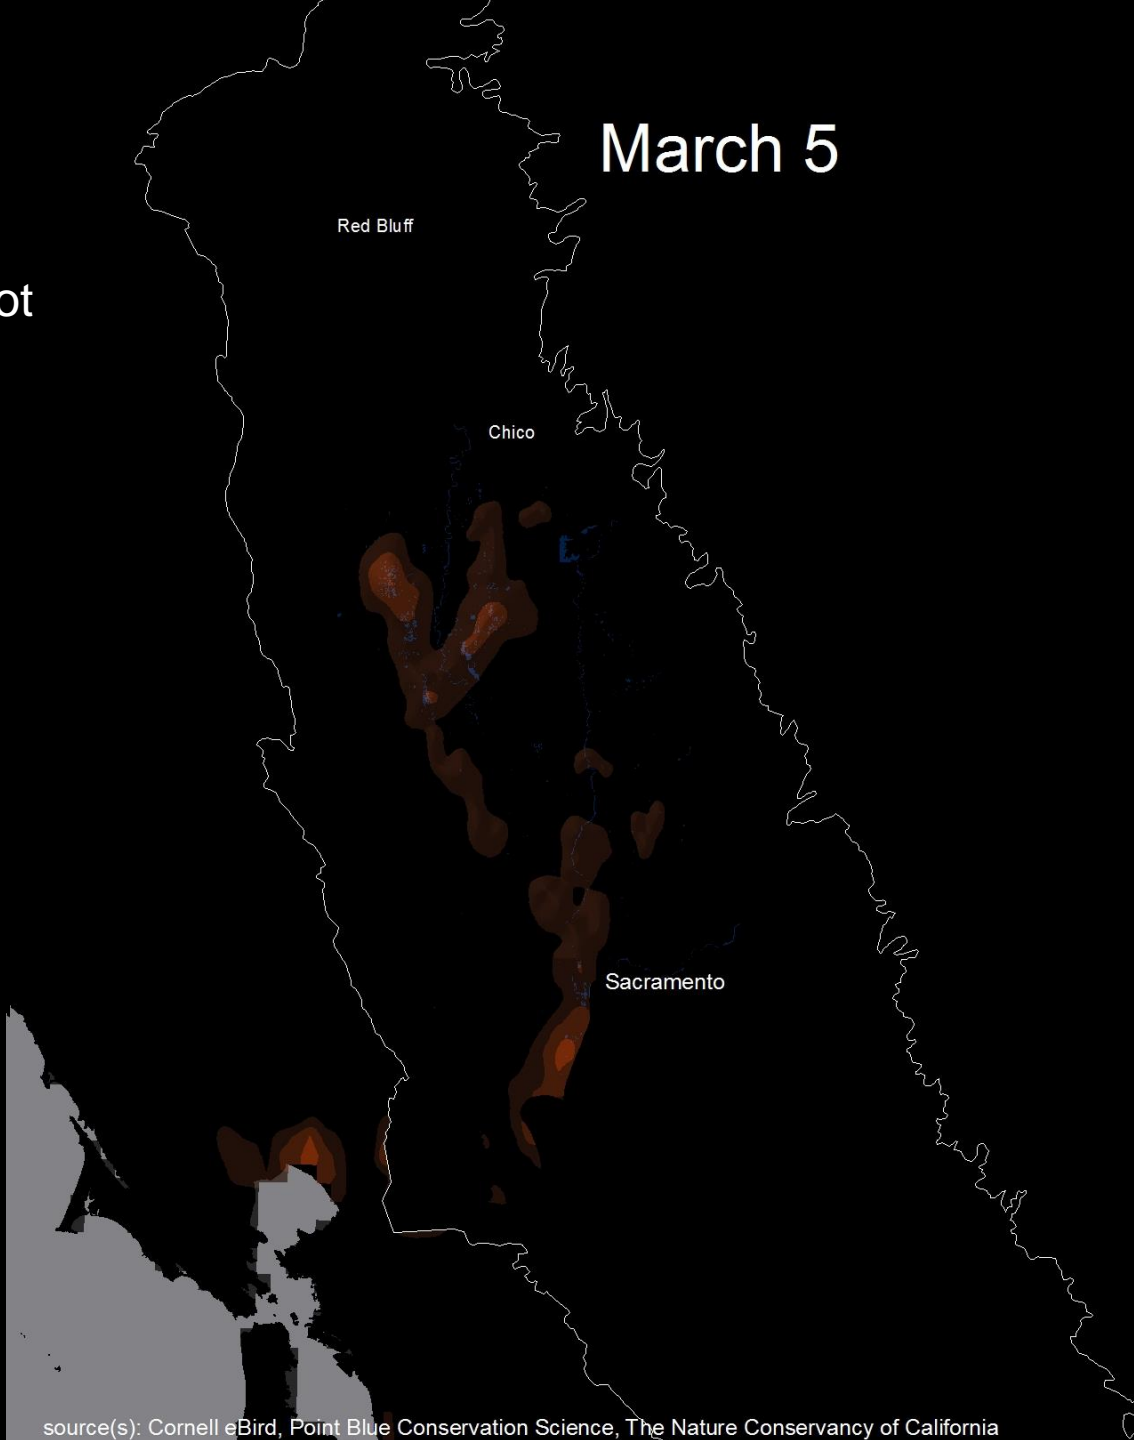 March 5
Red Bluff
ot
Chico
Sacramento
source(s): Cornell eBird, Point Blue Conservation Science, The Nature Conservancy of California